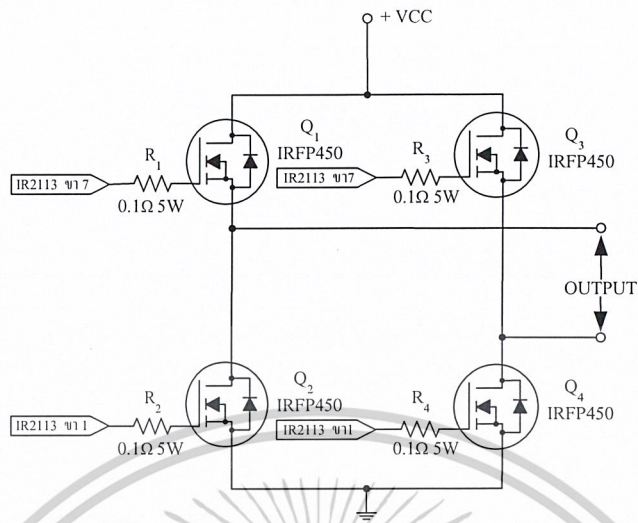 + VCC
Q1
IRFP450
Q3
IRFP450
R1
R3
IR2113 ขา 7
0.1Ω 5W
IR2113 ขา7
0.1Ω 5W
OUTPUT
Q2
IRFP450
Q4
IRFP450
R2
R4
IR2113 ขา 1
0.1Ω 5W
IR2113 ขา1
0.1Ω 5W